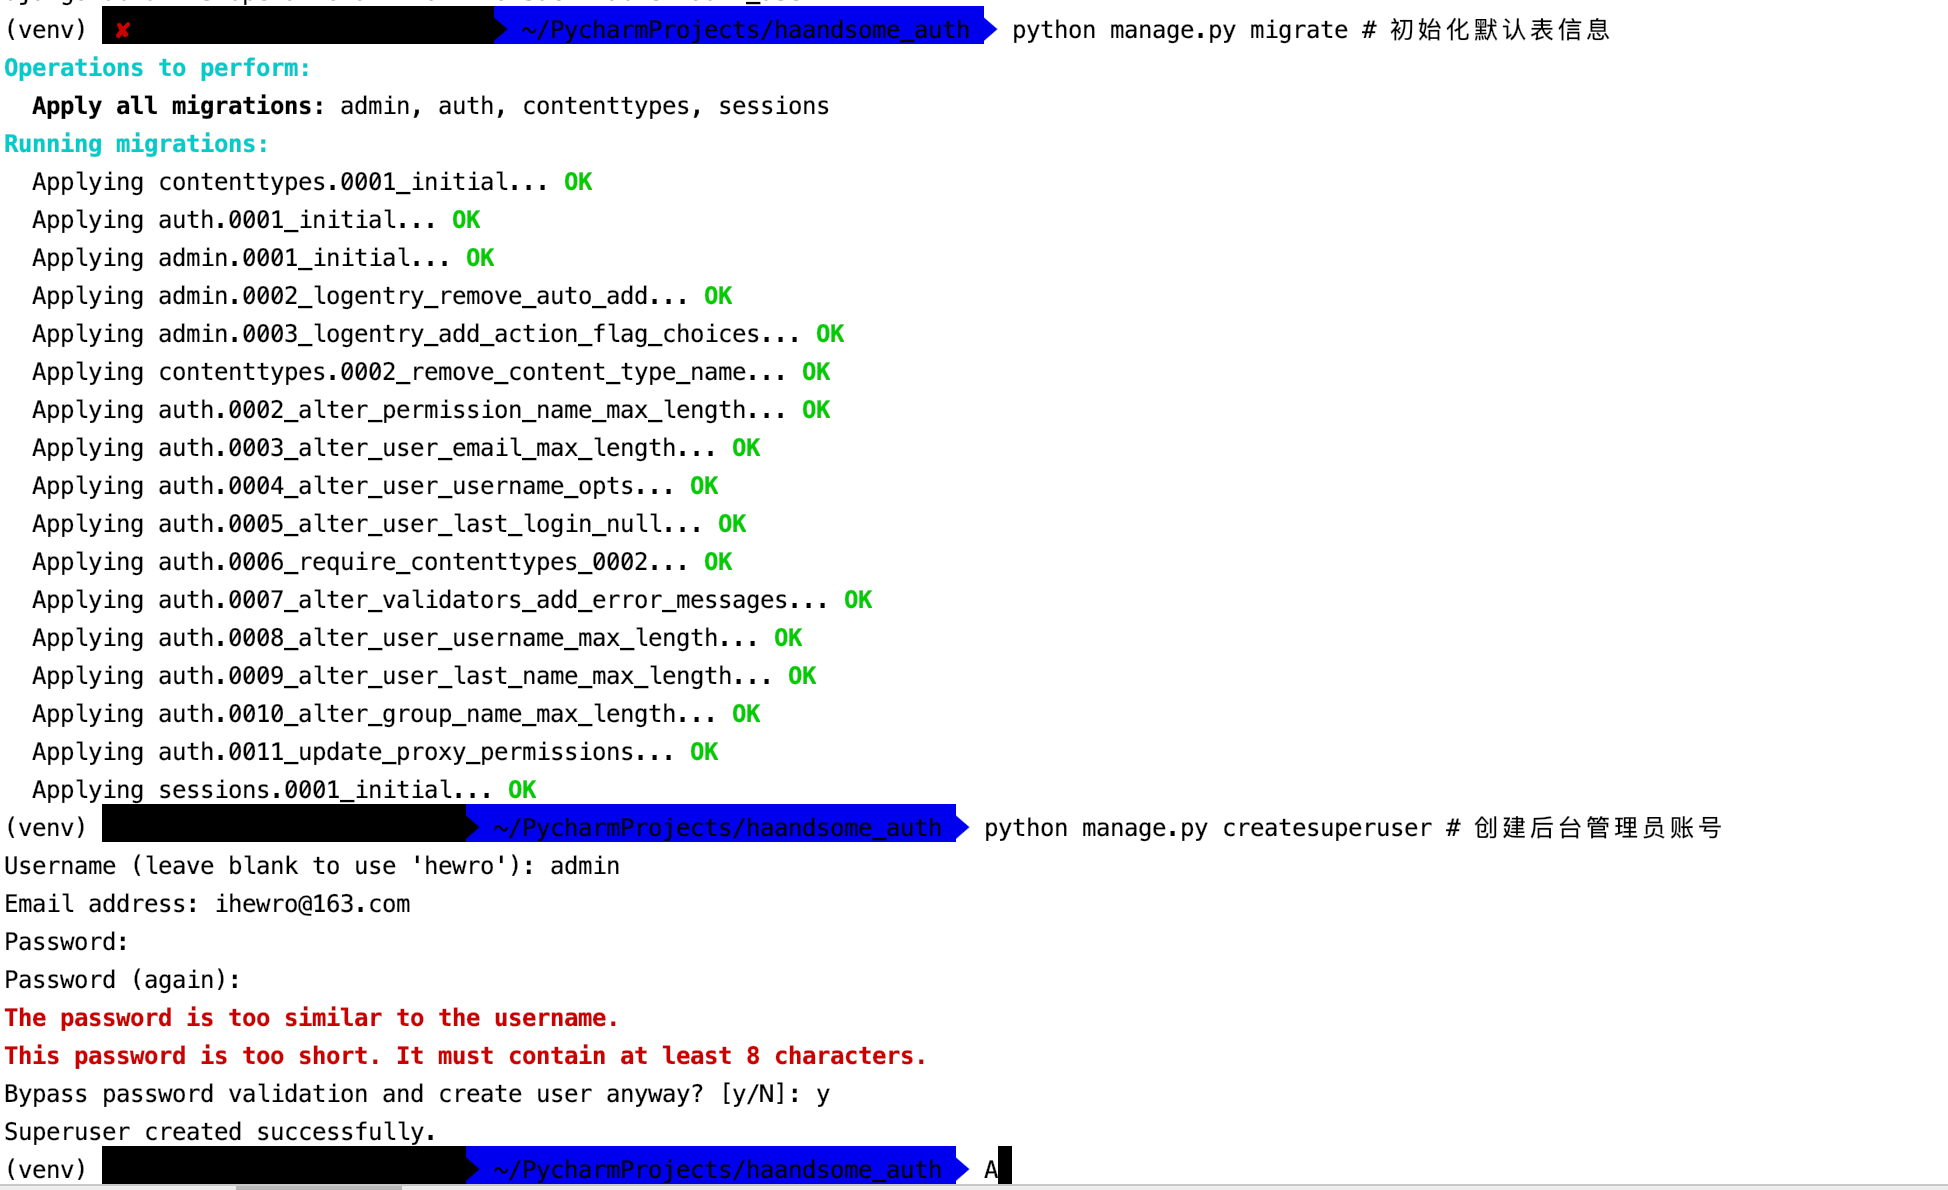 (venv) ✘ ~/PycharmProjects/haandsome_auth python manage.py migrate # 初始化默认表信息
Operations to perform:
Apply all migrations: admin, auth, contenttypes, sessions
Running migrations:
Applying contenttypes.0001_initial... OK
Applying auth.0001_initial... OK
Applying admin.0001_initial... OK
Applying admin.0002_logentry_remove_auto_add... OK
Applying admin.0003_logentry_add_action_flag_choices... OK
Applying contenttypes.0002_remove_content_type_name... OK
Applying auth.0002_alter_permission_name_max_length... OK
Applying auth.0003_alter_user_email_max_length... OK
Applying auth.0004_alter_user_username_opts... OK
Applying auth.0005_alter_user_last_login_null... OK
Applying auth.0006_require_contenttypes_0002... OK
Applying auth.0007_alter_validators_add_error_messages... OK
Applying auth.0008_alter_user_username_max_length... OK
Applying auth.0009_alter_user_last_name_max_length... OK
Applying auth.0010_alter_group_name_max_length... OK
Applying auth.0011_update_proxy_permissions... OK
Applying sessions.0001_initial... OK
(venv) ~/PycharmProjects/haandsome_auth python manage.py createsuperuser # 创建后台管理员账号
Username (leave blank to use 'hewro'): admin
Email address: ihewro@163.com
Password:
Password (again):
The password is too similar to the username.
This password is too short. It must contain at least 8 characters.
Bypass password validation and create user anyway? [y/N]: y
Superuser created successfully.
(venv) ~/PycharmProjects/haandsome_auth A